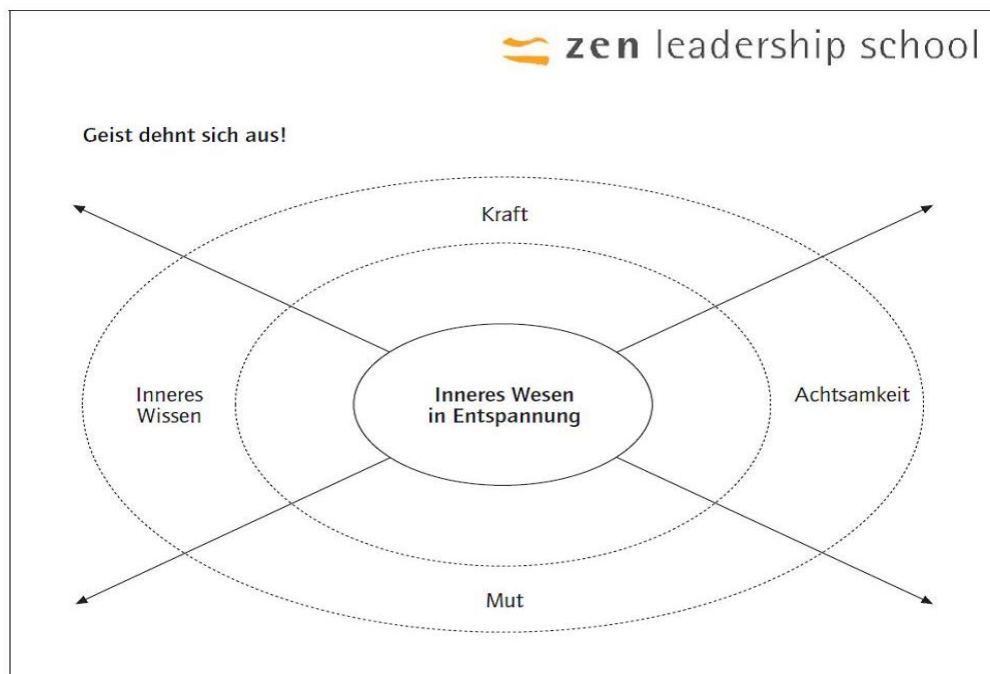 zen leadership school
Geist dehnt sich aus!
Kraft
Inneres
Wissen
Inneres Wesen
in Entspannung
Achtsamkeit
Mut